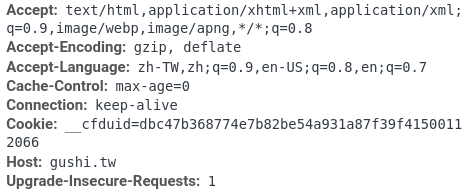 Accept: text/html,application/xhtml+xml,application/xml;
q=0.9,image/webp,image/apng,*/*;q=0.8
Accept-Encoding: gzip, deflate
Accept-Language: zh-TW,zh;q=0.9,en-US;q=0.8,en;q=0.7
Cache-Control: max-age=0
Connection: keep-alive
Cookie: __cfduid=dbc47b368774e7b82be54a931a87f39f4150011
2066
Host: gushi.tw
Upgrade-Insecure-Requests: 1